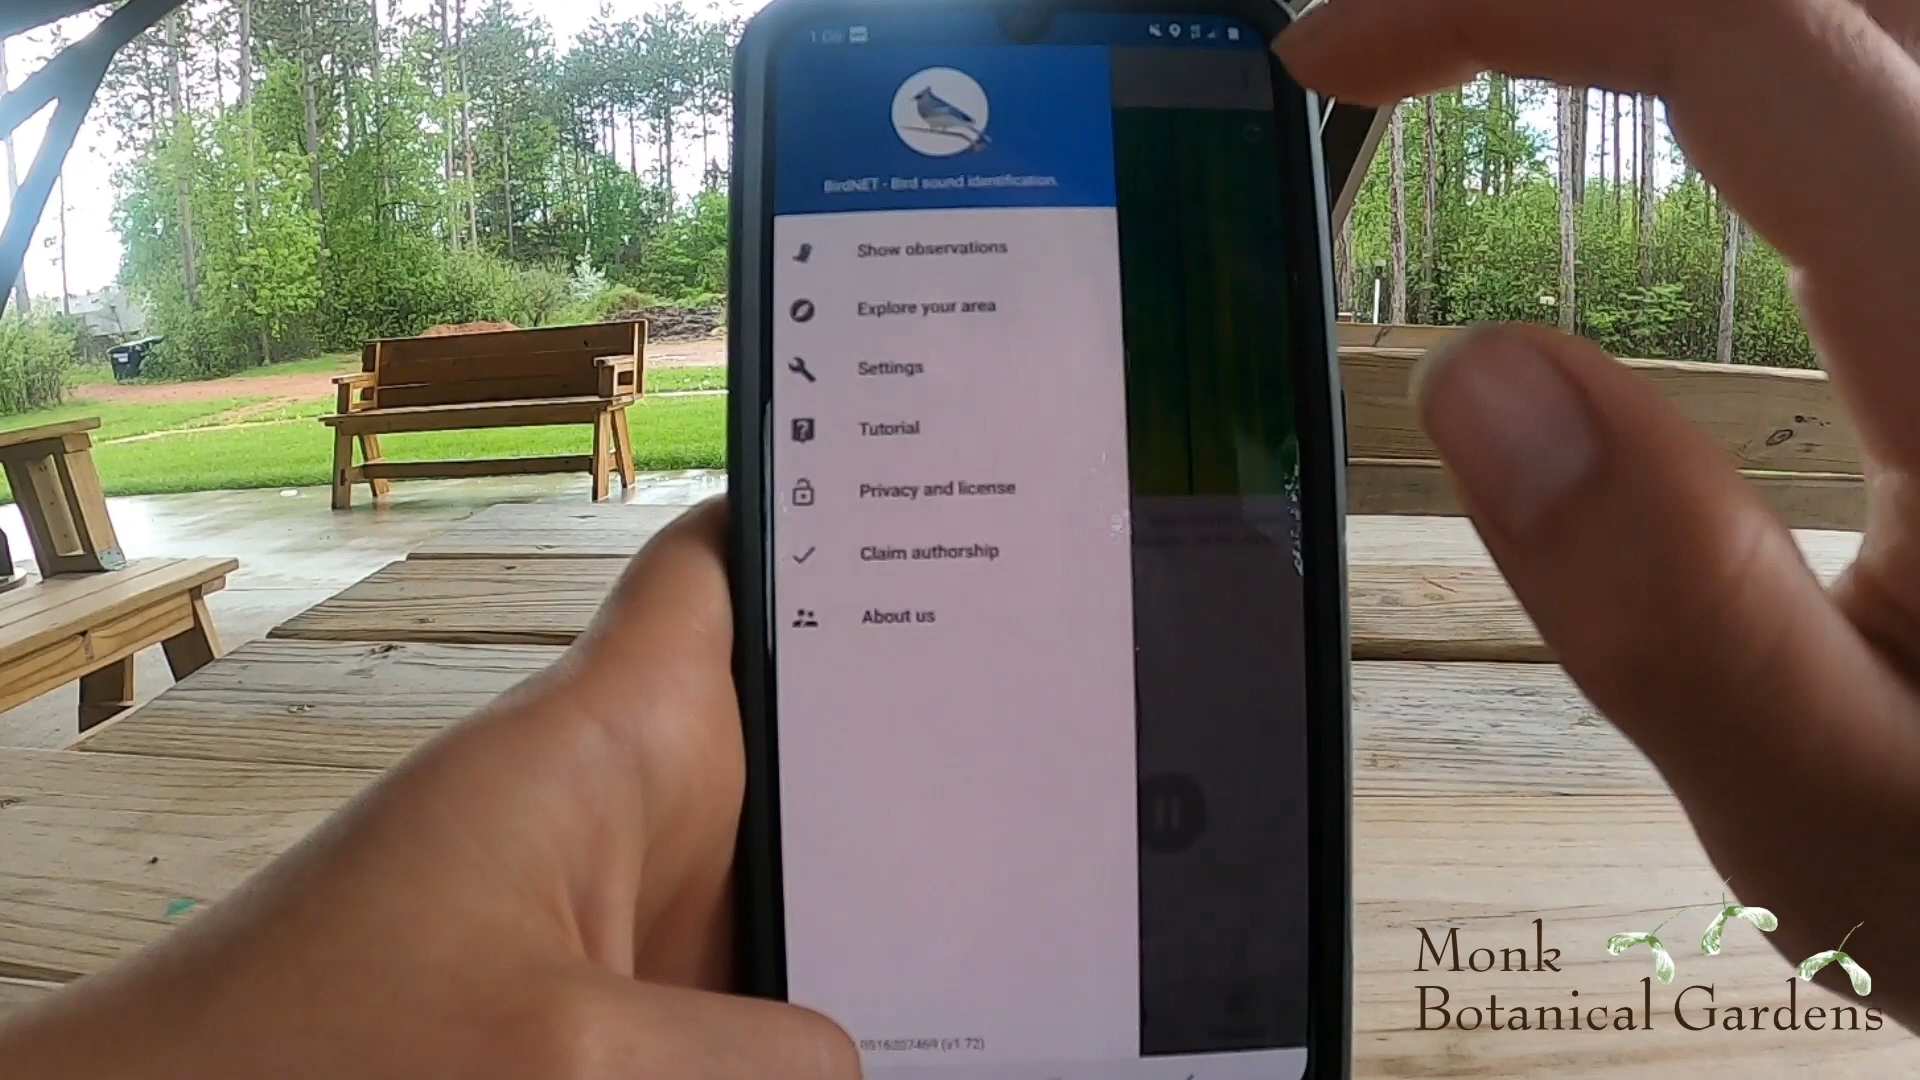 BirdNET - Bird sound identification.
Show observations
Explore your area
Settings
Tutorial
Privacy and license
Claim authorship
About us
(v1.72)
Monk
Botanical Gardens